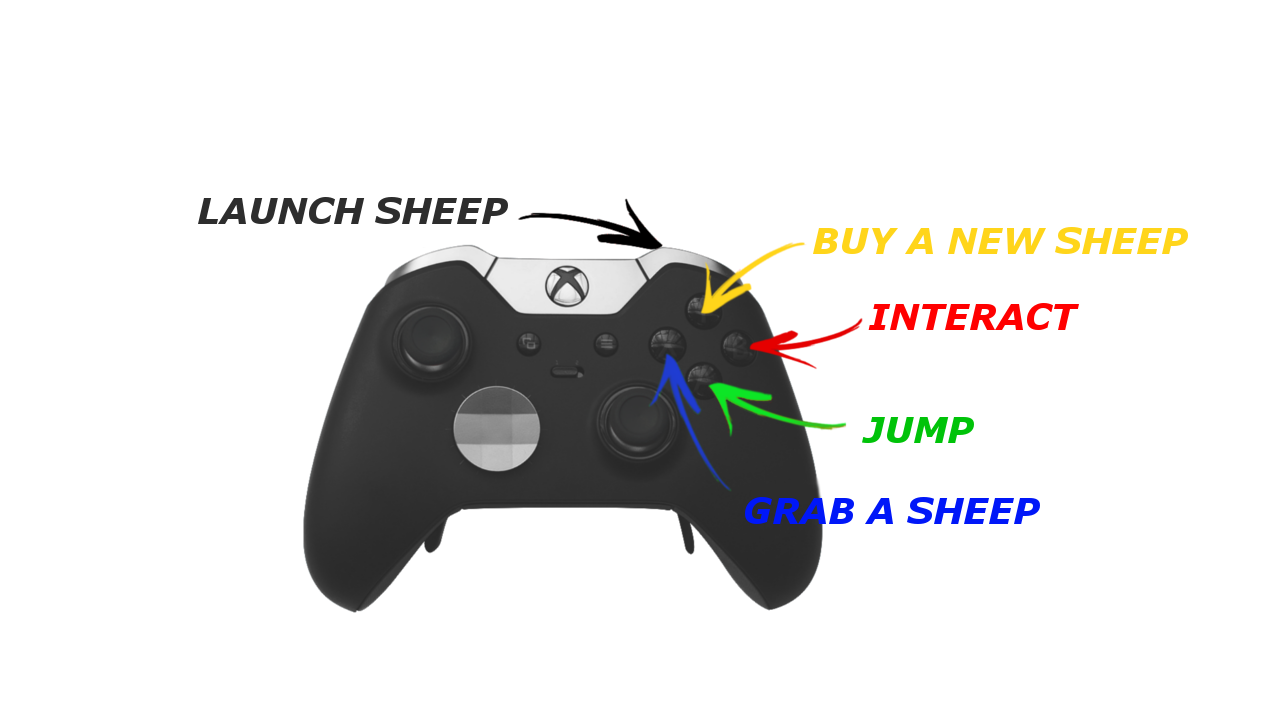 LAUNCH SHEEP
BUY A NEW SHEEP
INTERACT
JUMP
GRAB A SHEEP